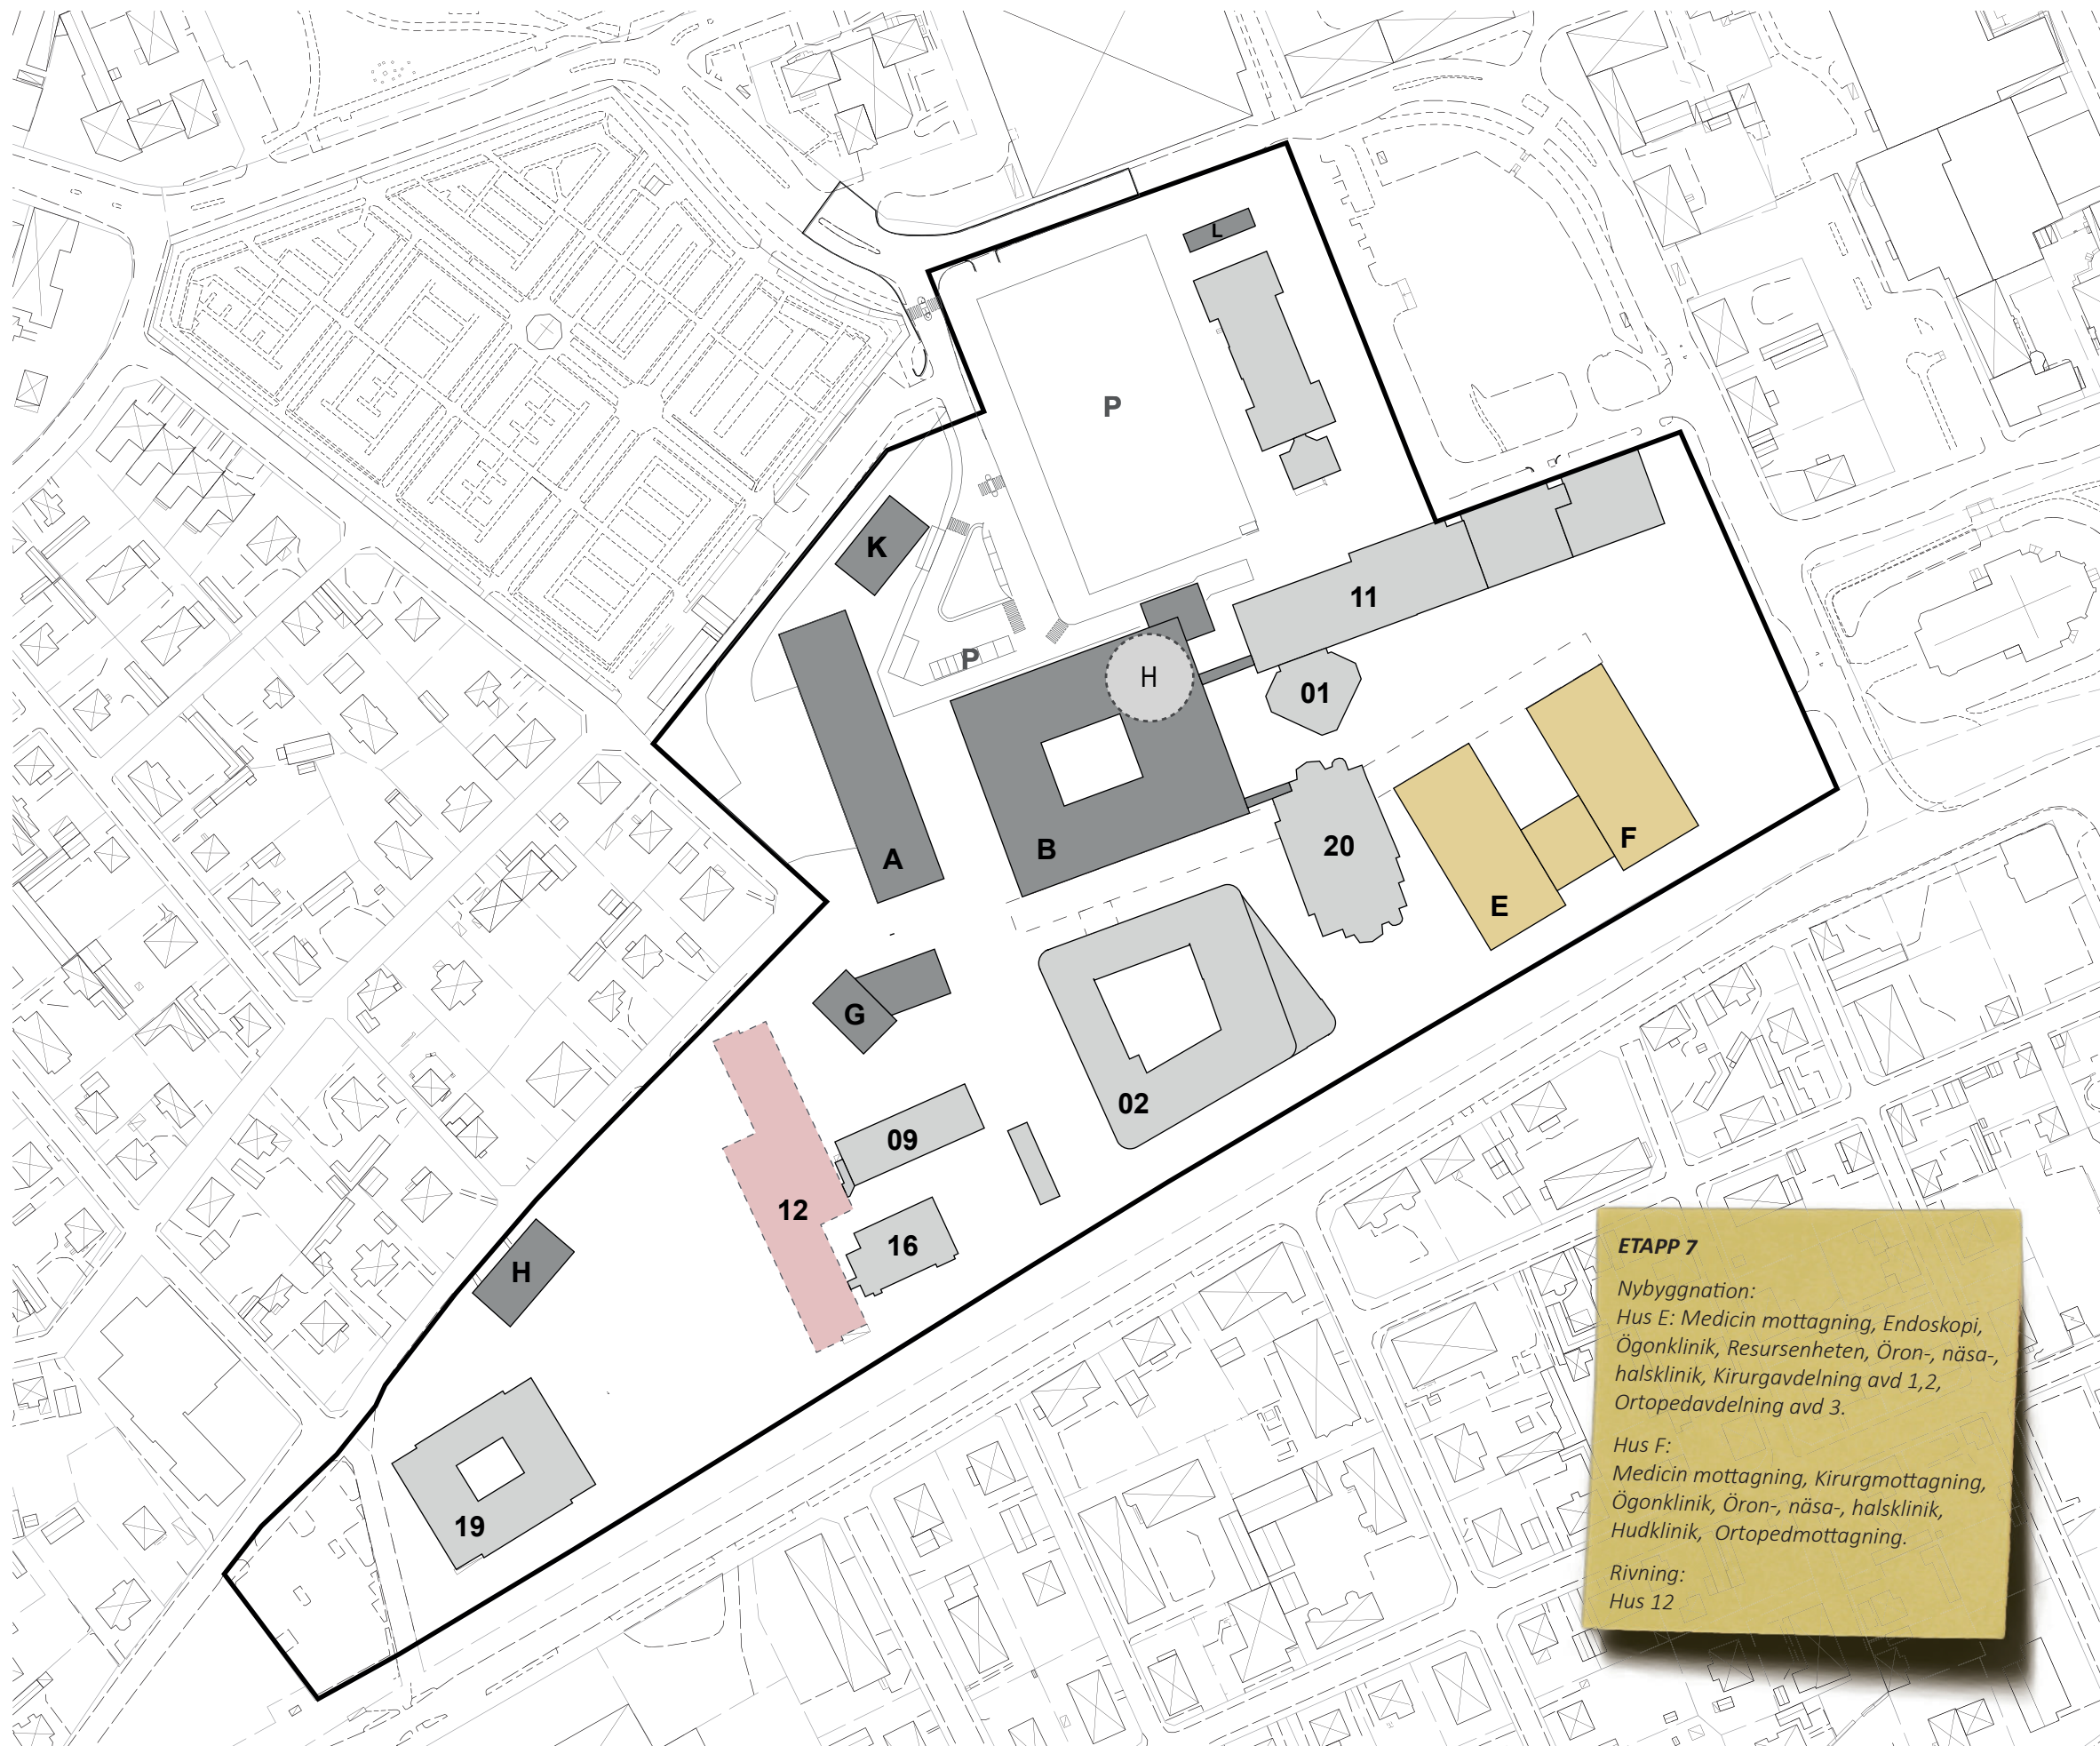 L
P
K
11
P
H
01
A
B
20
F
E
G
02
09
12
16
H
19
ETAPP 7
Nybyggnation:
Hus E: Medicin mottagning, Endoskopi,
Ögonklinik, Resursenheten, Öron-, näsa-,
halsklinik, Kirurgavdelning avd 1,2,
Ortopedavdelning avd 3.
Hus F:
Medicin mottagning, Kirurgmottagning,
Ögonklinik, Öron-, näsa-, halsklinik,
Hudklinik, Ortopedmottagning.
Rivning:
Hus 12